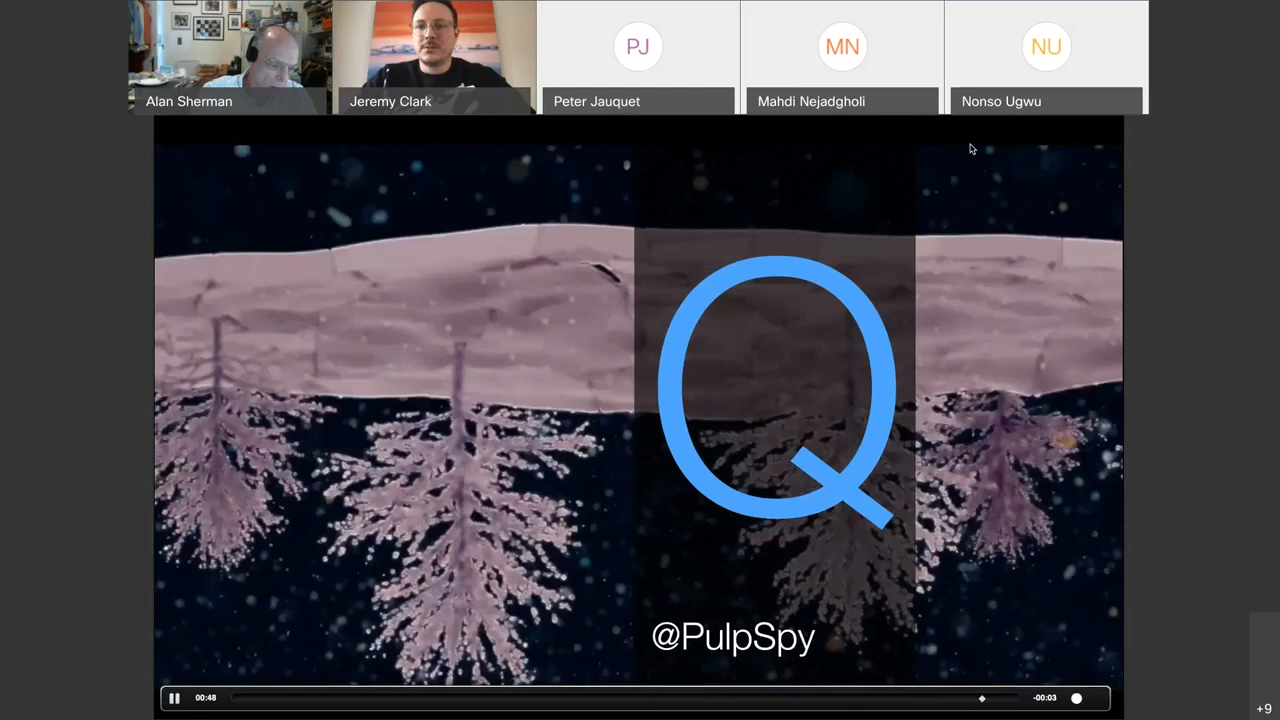 PJ
MN
NU
Alan Sherman
Jeremy Clark
Peter Jauquet
Mahdi Nejadgholi
Nonso Ugwu
Q
@PulpSpy
00:48
-00:03
+9